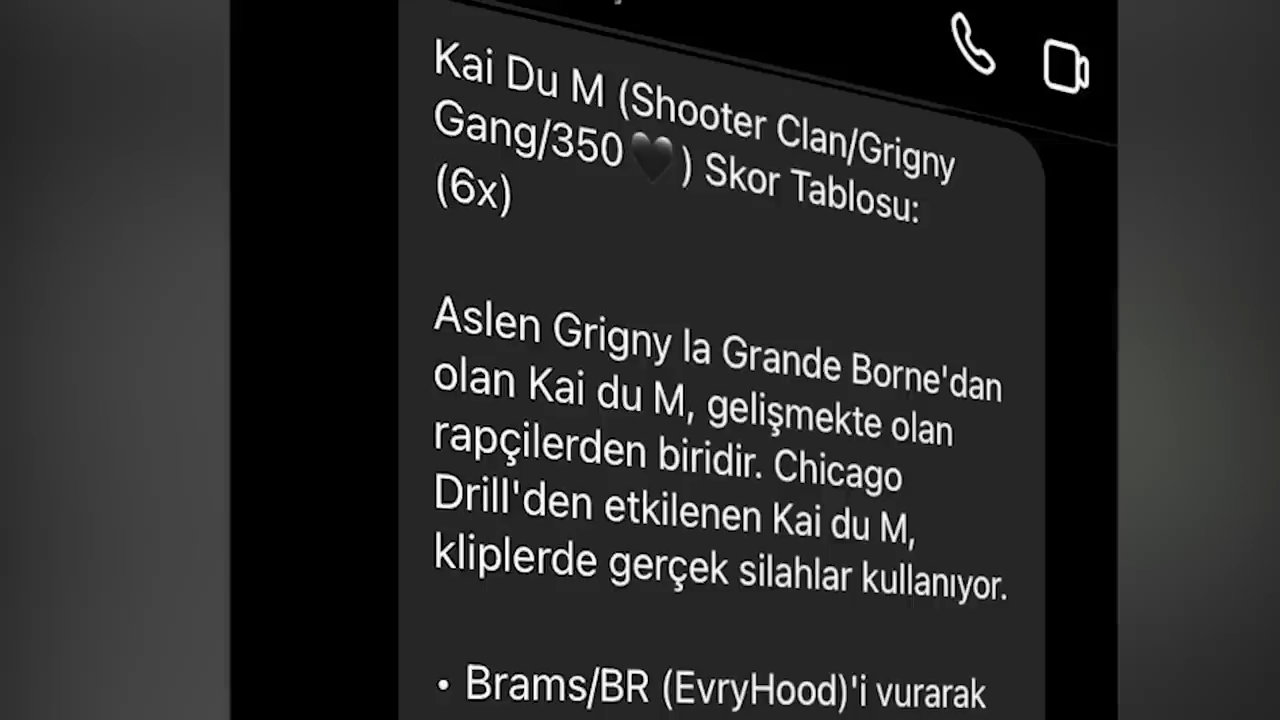 Kai Du M (Shooter Clan/Grigny
Gang/350🖤) Skor Tablosu:
(6x)
Aslen Grigny la Grande Borne'dan
olan Kai du M, gelişmekte olan
rapçilerden biridir. Chicago
Drill'den etkilenen Kai du M,
kliplerde gerçek silahlar kullanıyor.
• Brams/BR (EvryHood)'i vurarak